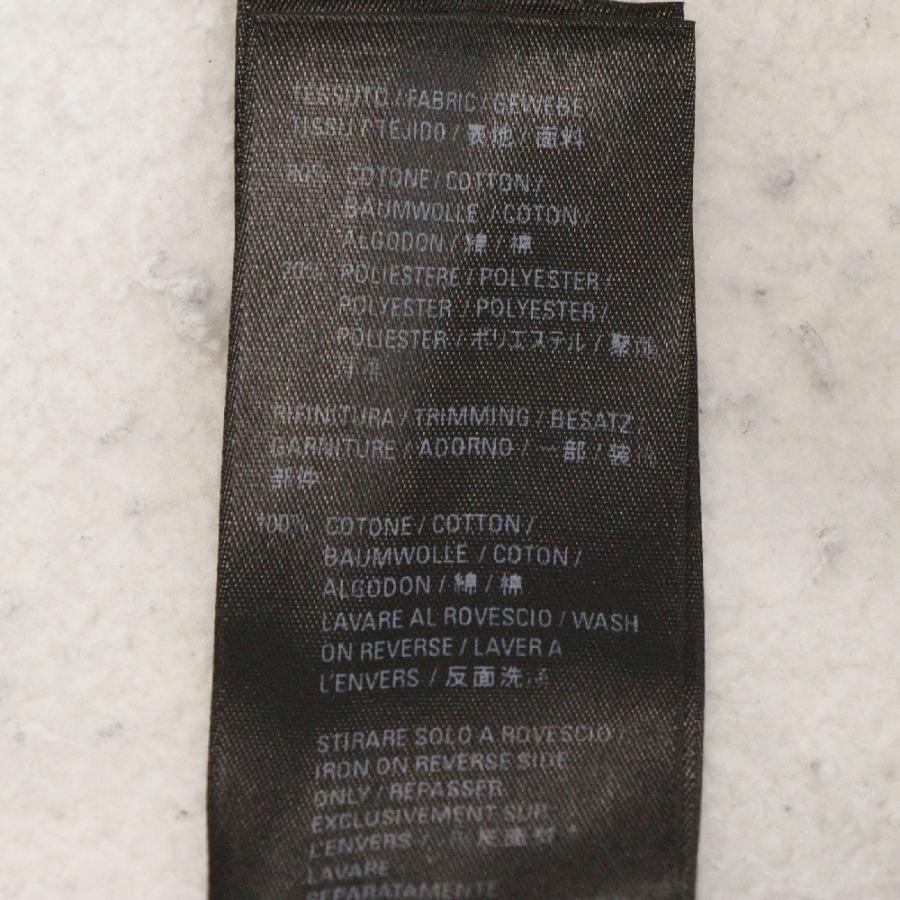 TESSUTO / FABRIC / GEWEBE
TISSU / TEJIDO / 表地 / 面料
80% COTONE / COTTON /
BAUMWOLLE / COTON /
ALGODON / 綿 / 棉
20% POLIESTERE / POLYESTER /
POLYESTER / POLYESTER /
POLIESTER / ポリエステル / 聚酯
RIFINITURA / TRIMMING / BESATZ /
GARNITURE / ADORNO / 一部 / 装饰
部件
100% COTONE / COTTON /
BAUMWOLLE / COTON /
ALGODON / 綿 / 棉
LAVARE AL ROVESCIO / WASH
ON REVERSE / LAVER A
L'ENVERS / 反面洗涤
STIRARE SOLO A ROVESCIO /
IRON ON REVERSE SIDE
ONLY / REPASSER
EXCLUSIVEMENT SUR
L'ENVERS /
LAVARE
SEPARATAMENTE